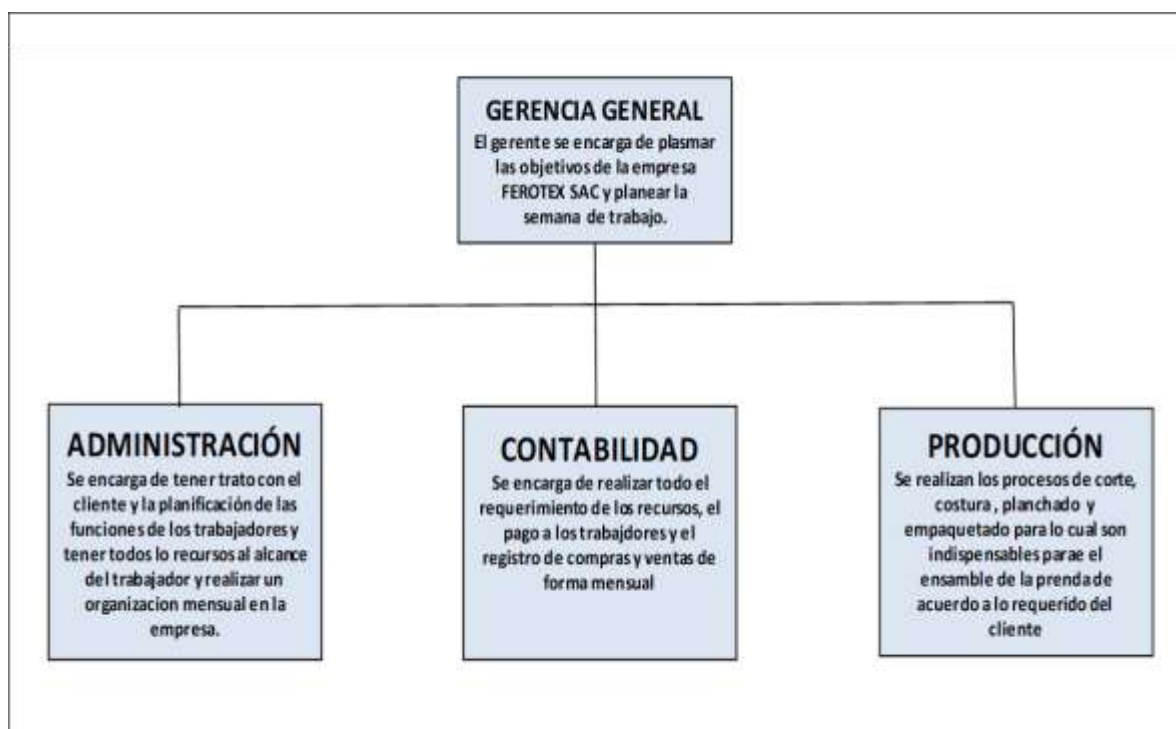 GERENCIA GENERAL
El gerente se encarga de plasmar
las objetivos de la empresa
FEROTEX SAC y planear la
semana de trabajo.
ADMINISTRACIÓN
Se encarga de tener trato con el
cliente y la planificación de las
funciones de los trabajadores y
tener todos lo recursos al alcance
del trabajador y realizar un
organizacion mensual en la
empresa.
CONTABILIDAD
Se encarga de realizar todo el
requerimiento de los recursos, el
pago a los trabajdores y el
registro de compras y ventas de
forma mensual
PRODUCCIÓN
Se realizan los procesos de corte,
costura , planchado y
empaquetado para lo cual son
indispensables parae el
ensamble de la prenda de
acuerdo a lo requerido del
cliente